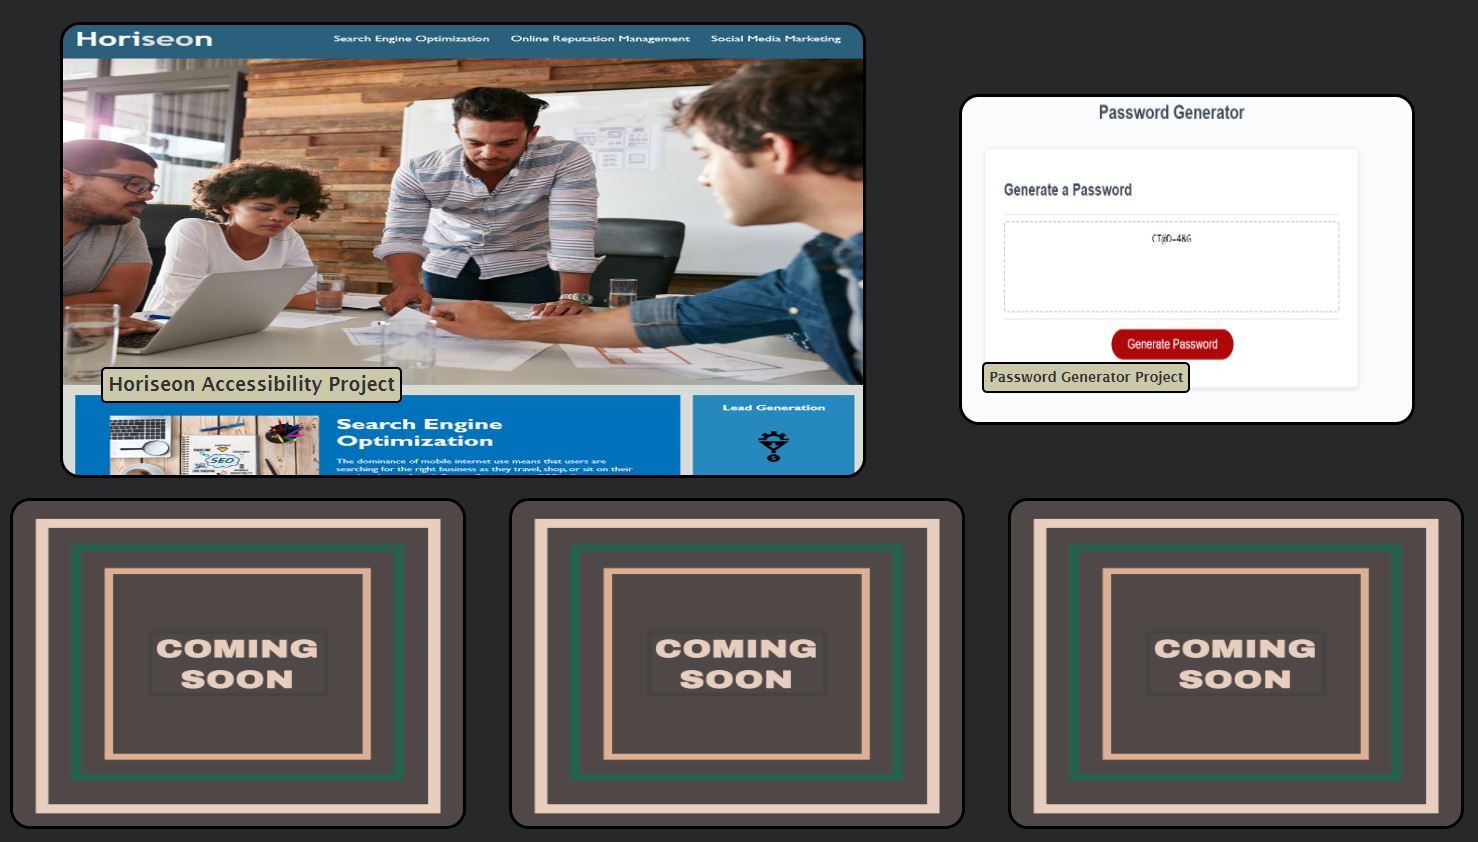 Horiseon
Search Engine Optimization Online Reputation Management Social Media Marketing
Horiseon Accessibility Project
Search Engine
Optimization
The dominance of mobile internet use means that users are
searching for the right business as they travel, shop, or sit on their
SEO
Lead Generation
Password Generator
Generate a Password
Generate Password
Password Generator Project
COMING
SOON
COMING
SOON
COMING
SOON